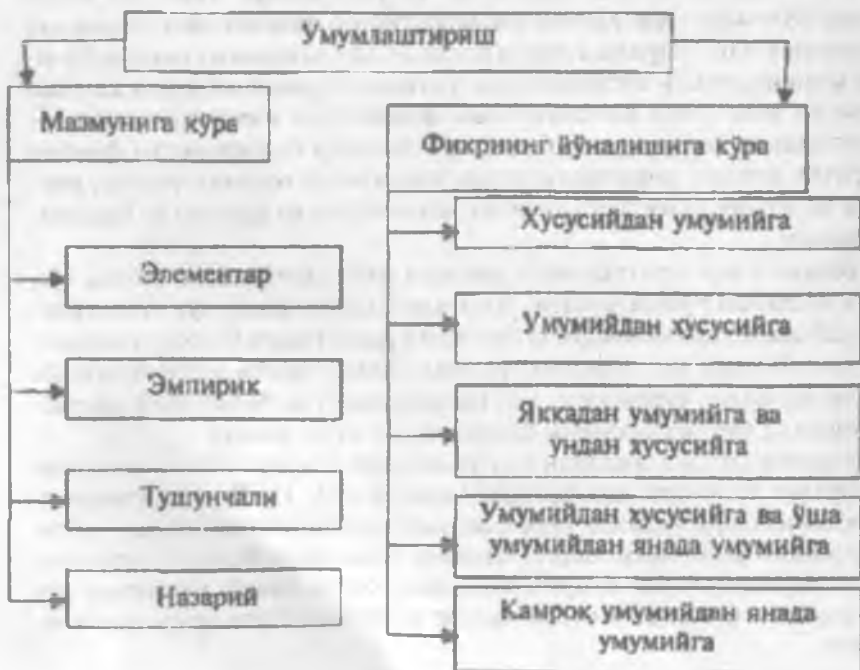 Умумлаштириш
Мазмунига кўра
Элементар
Эмпирик
Тушунчали
Назарий
Фикрнинг йўналишига кўра
Хусусийдан умумийга
Умумийдан хусусийга
Яккадан умумийга ва
ундан хусусийга
Умумийдан хусусийга ва ўша
умумийдан янада умумийга
Камроқ умумийдан янада
умумийга